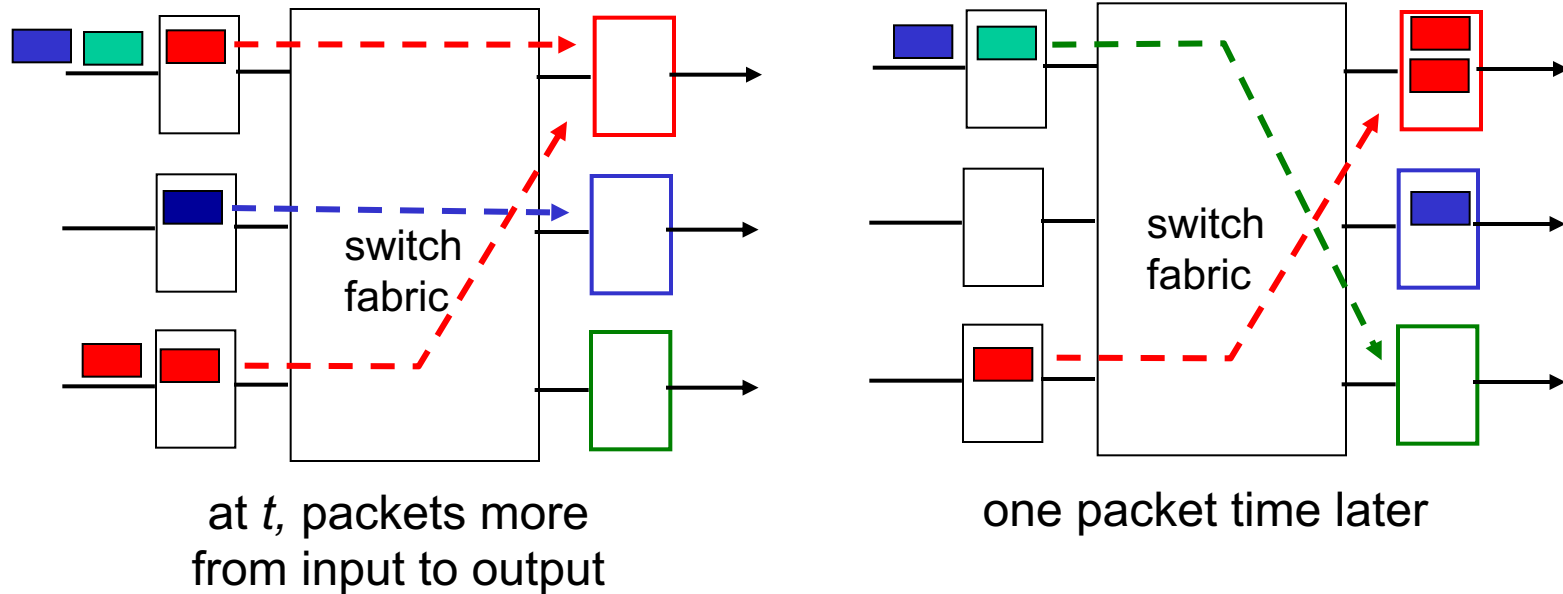 switch
fabric
at t, packets more
from input to output
switch
fabric
one packet time later